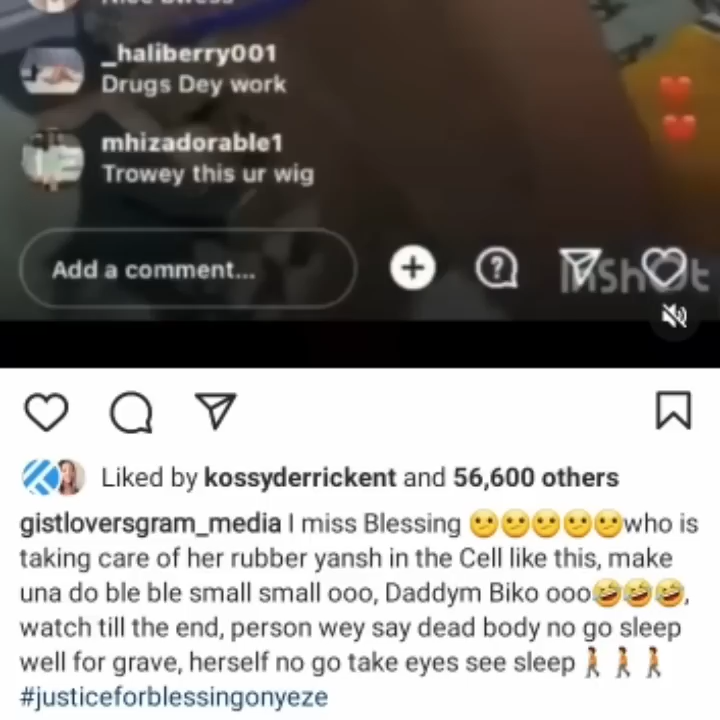 _haliberry001
Drugs Dey work
mhizadorable1
Trowey this ur wig
Add a comment...
Liked by kossyderrickent and 56,600 others
gistloversgram_media I miss Blessing 😕😕😕😕😕who is
taking care of her rubber yansh in the Cell like this, make
una do ble ble small small ooo, Daddym Biko ooo🤣🤣🤣,
watch till the end, person wey say dead body no go sleep
well for grave, herself no go take eyes see sleep🚶🚶🚶
#justiceforblessingonyeze